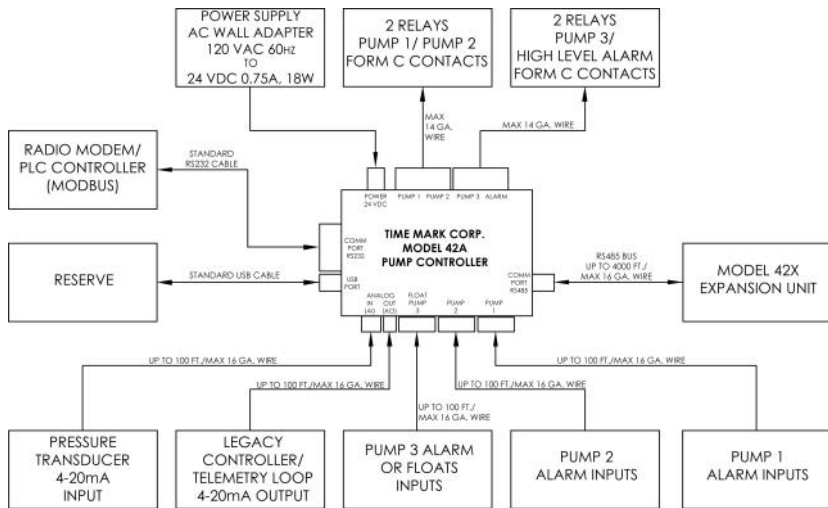 POWER SUPPLY
AC WALL ADAPTER
120 VAC 60HZ
TO
24 VDC 0.75A, 18W
2 RELAYS
PUMP 1/ PUMP 2
FORM C CONTACTS
2 RELAYS
PUMP 3/
HIGH LEVEL ALARM
FORM C CONTACTS
MAX
14 GA.
WIRE
MAX 14 GA. WIRE
RADIO MODEM/
PLC CONTROLLER
(MODBUS)
STANDARD
RS232 CABLE
POWER
24 VDC
PUMP 1
PUMP 2
PUMP 3
ALARM
TIME MARK CORP.
MODEL 42A
PUMP CONTROLLER
COMM
PORT
RS232
RESERVE
STANDARD USB CABLE
USB
PORT
COMM
PORT
RS485
RS485 BUS
UP TO 4000 FT./
MAX 16 GA. WIRE
MODEL 42X
EXPANSION UNIT
ANALOG
IN
(AI)
ANALOG
OUT
(AO)
FLOAT
PUMP
3
PUMP
2
PUMP
1
UP TO 100 FT./MAX 16 GA. WIRE
UP TO 100 FT./MAX 16 GA. WIRE
UP TO 100 FT./
MAX 16 GA. WIRE
UP TO 100 FT./MAX 16 GA. WIRE
UP TO 100 FT./MAX 16 GA. WIRE
PRESSURE
TRANSDUCER
4-20mA
INPUT
LEGACY
CONTROLLER/
TELEMETRY LOOP
4-20mA OUTPUT
PUMP 3 ALARM
OR FLOATS
INPUTS
PUMP 2
ALARM INPUTS
PUMP 1
ALARM INPUTS